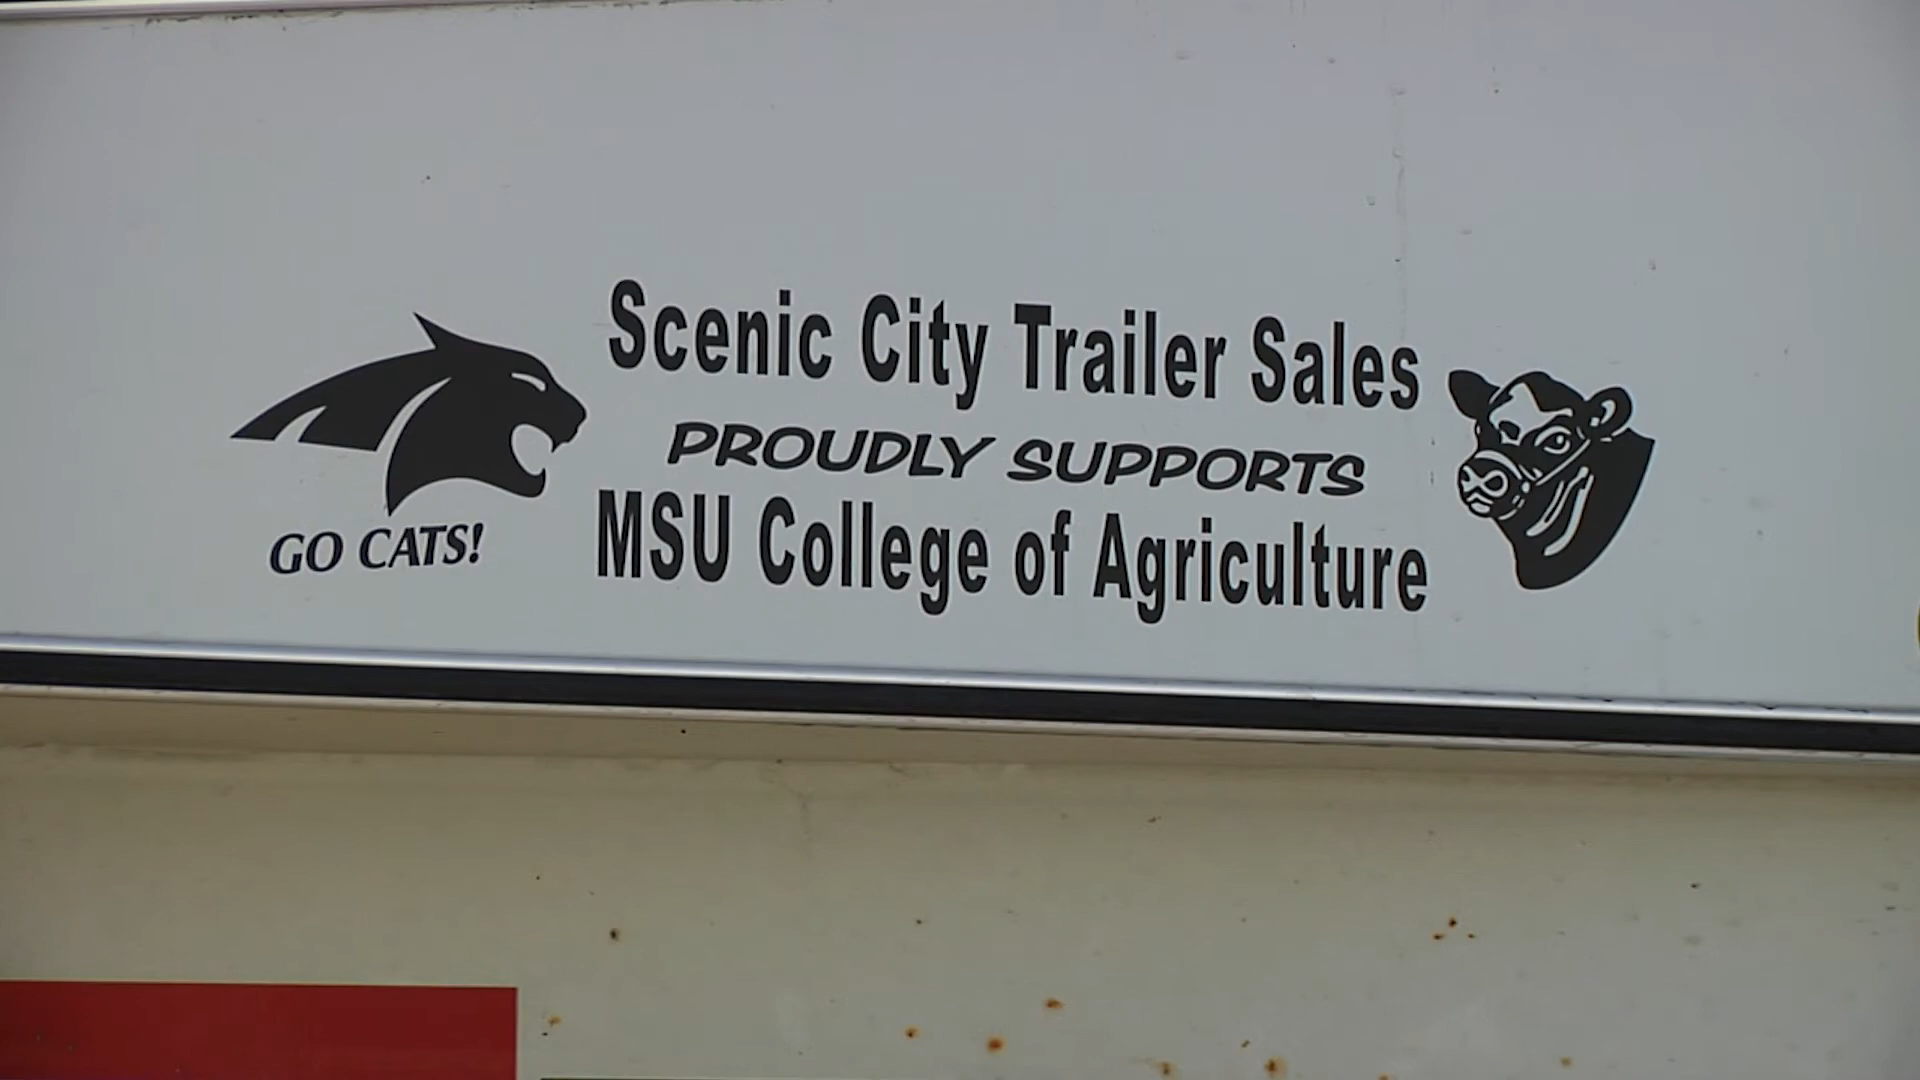 Scenic City Trailer Sales
PROUDLY SUPPORTS
MSU College of Agriculture
GO CATS!